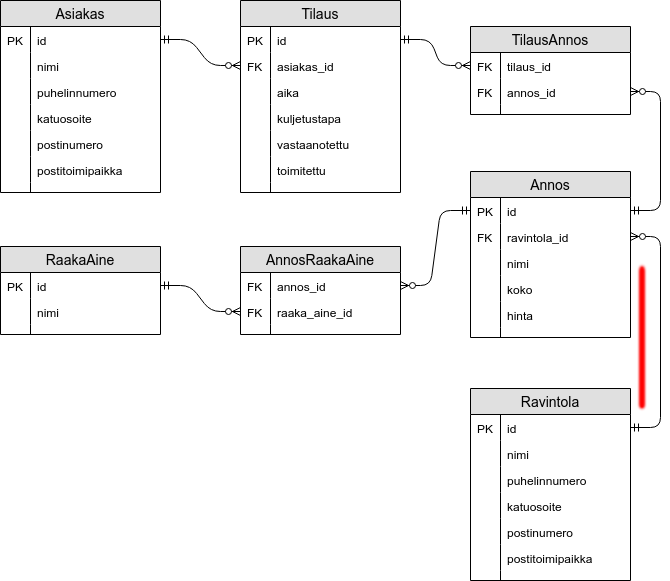 Asiakas
PK id
nimi
puhelinnumero
katuosoite
postinumero
postitoimipaikka
Tilaus
PK id
FK asiakas_id
aika
kuljetustapa
vastaanotettu
toimitettu
TilausAnnos
FK tilaus_id
FK annos_id
Annos
PK id
FK ravintola_id
nimi
koko
hinta
RaakaAine
PK id
nimi
AnnosRaakaAine
FK annos_id
FK raaka_aine_id
Ravintola
PK id
nimi
puhelinnumero
katuosoite
postinumero
postitoimipaikka